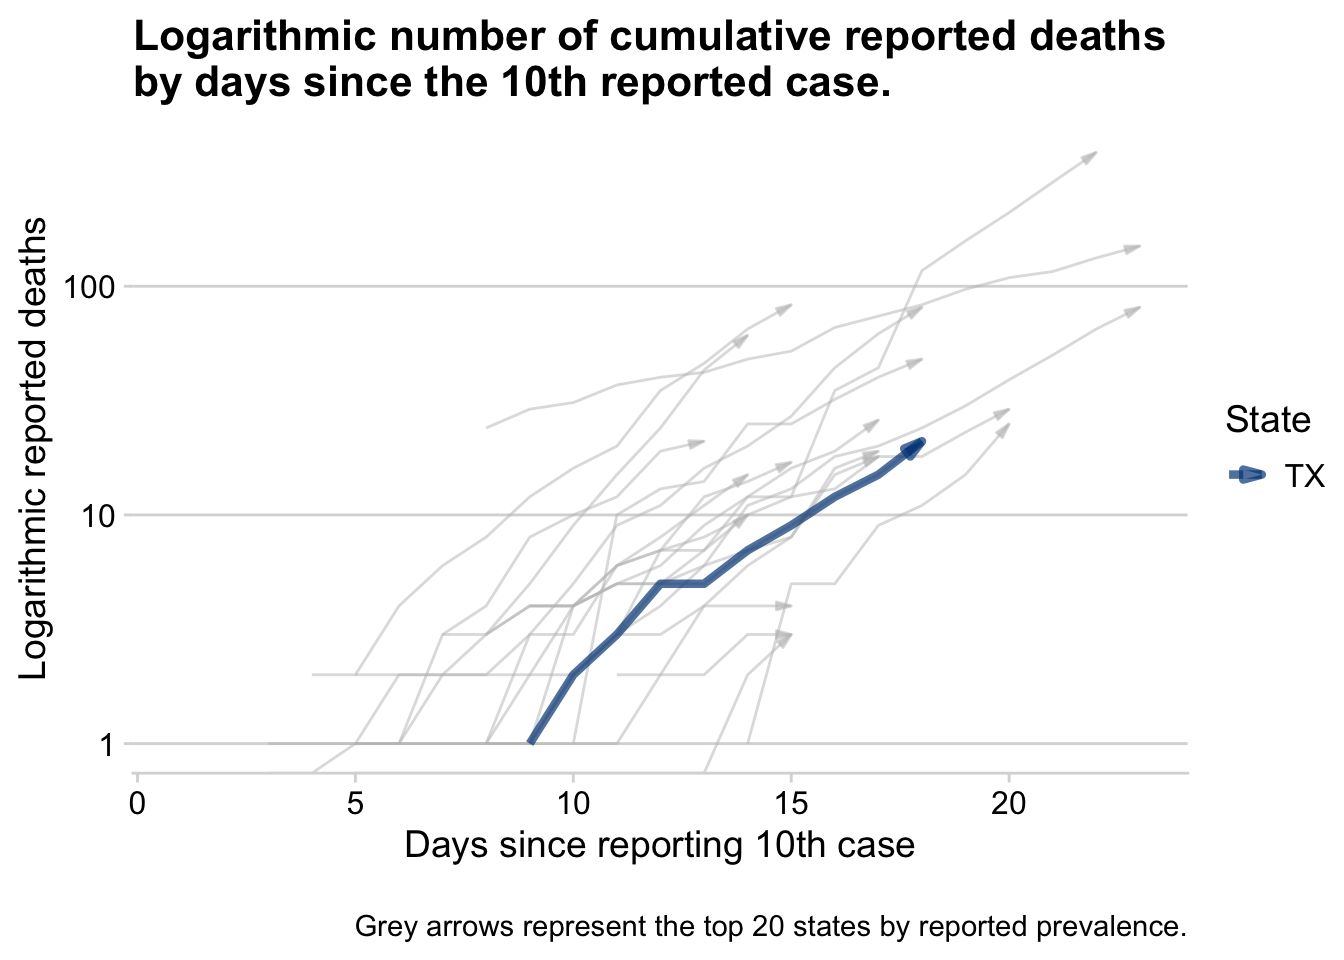 Logarithmic number of cumulative reported deaths
by days since the 10th reported case.
Logarithmic reported deaths
100
10
1
0 5 10 15 20
Days since reporting 10th case
State
TX
Grey arrows represent the top 20 states by reported prevalence.